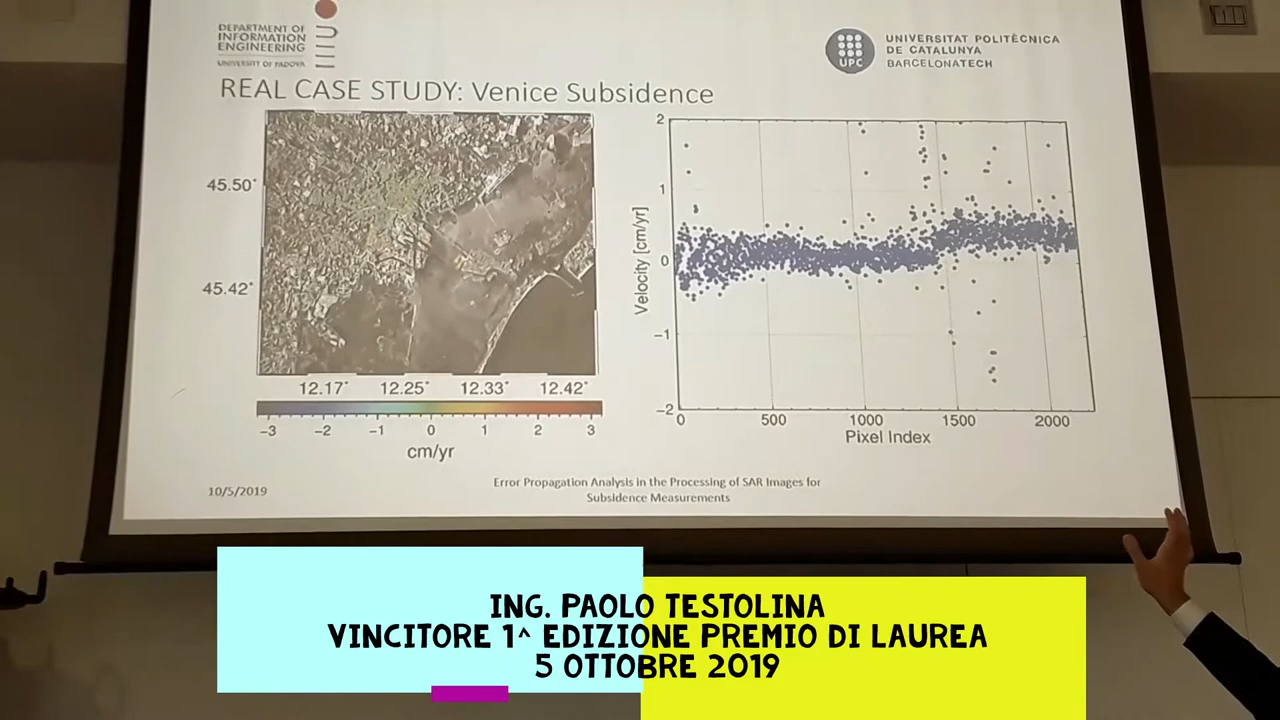 DEPARTMENT OF
INFORMATION
ENGINEERING
UNIVERSITY OF PADOVA
UPC
UNIVERSITAT POLITÈCNICA
DE CATALUNYA
BARCELONATECH
REAL CASE STUDY: Venice Subsidence
45.50°
45.42°
12.17° 12.25° 12.33° 12.42°
−3 −2 −1 0 1 2 3
cm/yr
2
1
0
−1
−2
Velocity [cm/yr]
0 500 1000 1500 2000
Pixel Index
10/5/2019
Error Propagation Analysis in the Processing of SAR Images for
Subsidence Measurements
ING. PAOLO TESTOLINA
VINCITORE 1^ EDIZIONE PREMIO DI LAUREA
5 OTTOBRE 2019